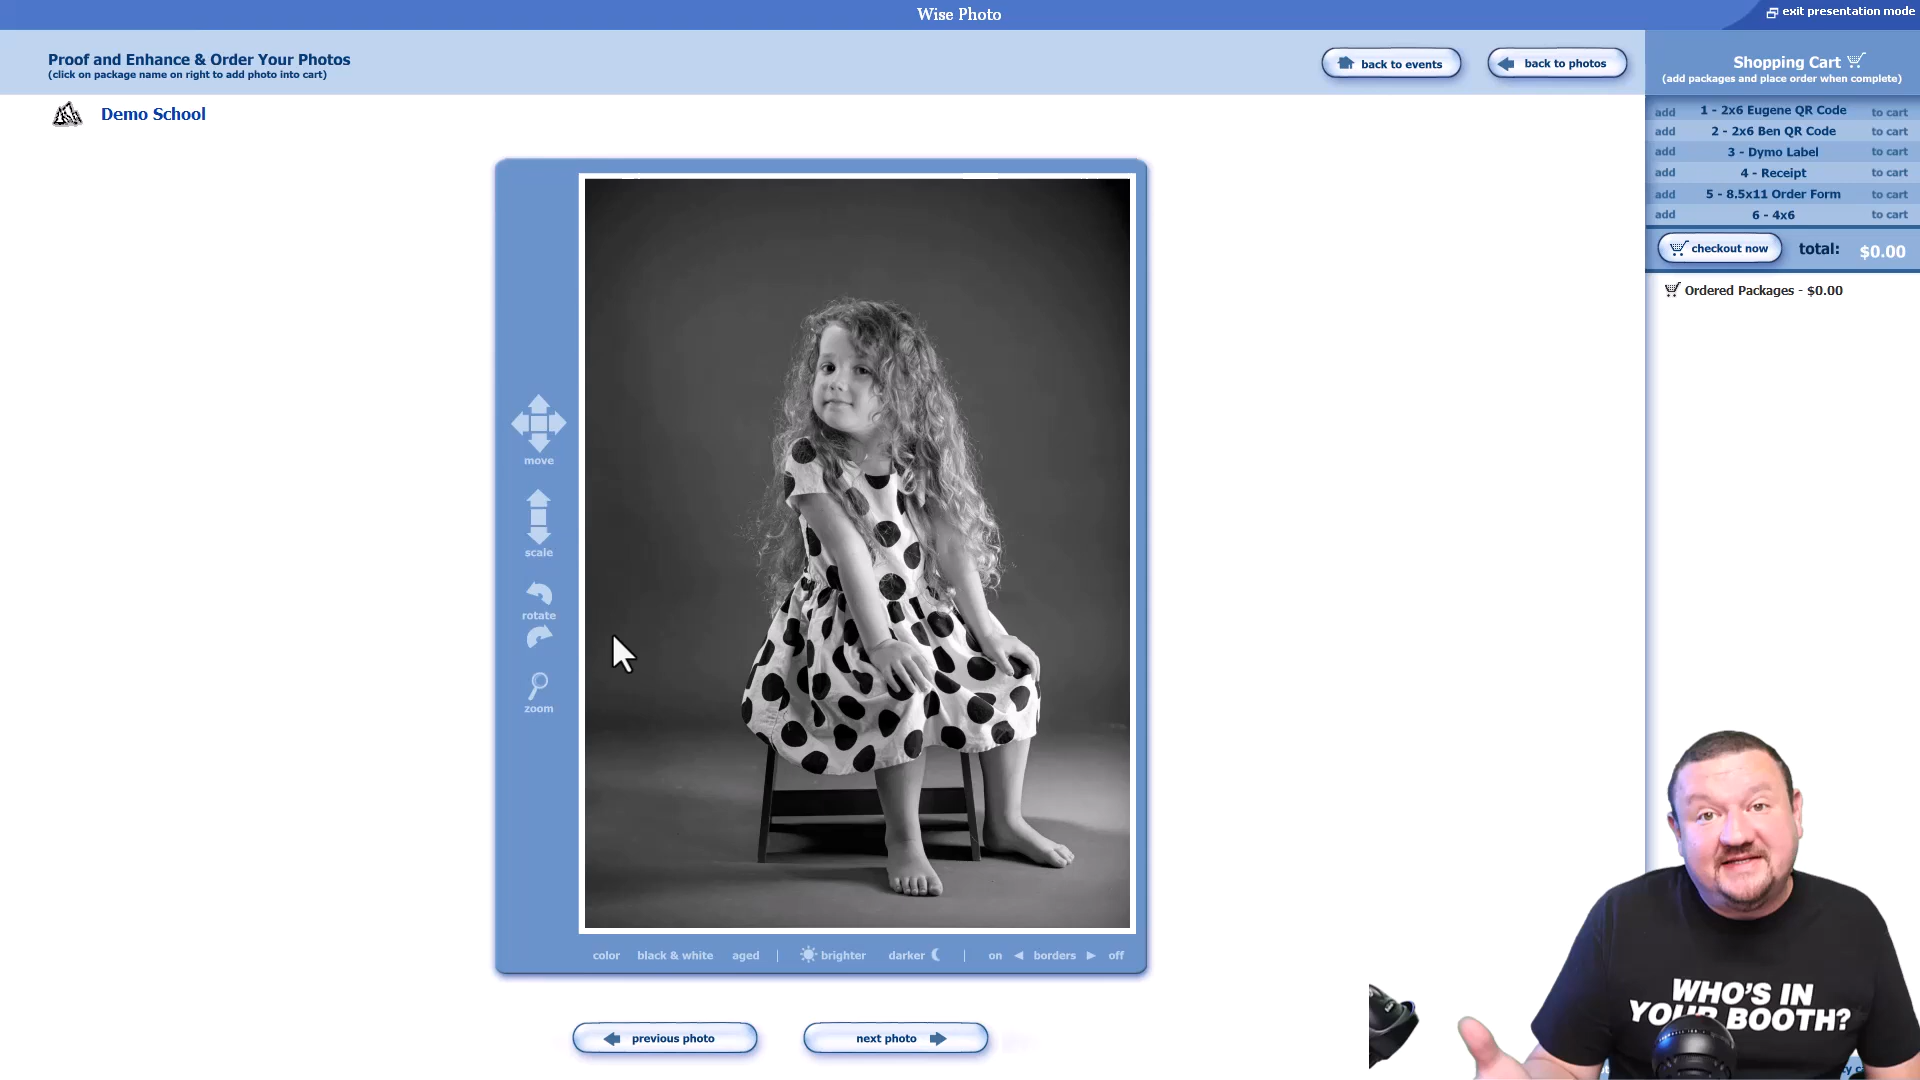 Wise Photo
exit presentation mode
Proof and Enhance & Order Your Photos
(click on package name on right to add photo into cart)
back to events
back to photos
Shopping Cart
(add packages and place order when complete)
Demo School
add 1 - 2x6 Eugene QR Code to cart
add 2 - 2x6 Ben QR Code to cart
add 3 - Dymo Label to cart
add 4 - Receipt to cart
add 5 - 8.5x11 Order Form to cart
add 6 - 4x6 to cart
checkout now total: $0.00
Ordered Packages - $0.00
move
scale
rotate
zoom
color black & white aged | brighter darker | on borders off
previous photo
next photo
WHO'S IN
YOUR BOOTH?